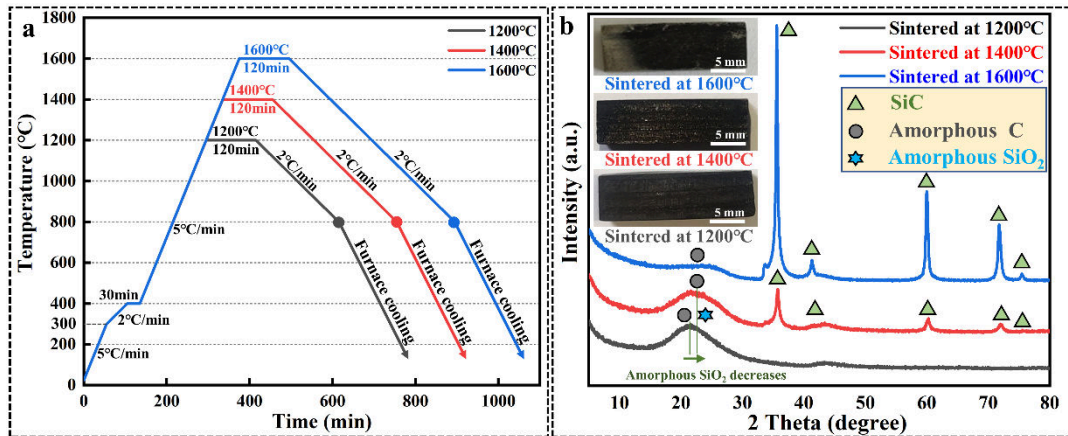 a
1200℃
1400℃
1600℃
1600℃
120min
1400℃
120min
1200℃
120min
2℃/min
2℃/min
2℃/min
5℃/min
30min
2℃/min
5℃/min
Furnace cooling
Furnace cooling
Furnace cooling
Temperature (℃)
1800
1600
1400
1200
1000
800
600
400
300
200
0
0 200 400 600 800 1000
Time (min)
b
5 mm
Sintered at 1600℃
5 mm
Sintered at 1400℃
5 mm
Sintered at 1200℃
Sintered at 1200℃
Sintered at 1400℃
Sintered at 1600℃
SiC
Amorphous C
Amorphous SiO₂
Amorphous SiO₂ decreases
Intensity (a.u.)
10 20 30 40 50 60 70 80
2 Theta (degree)